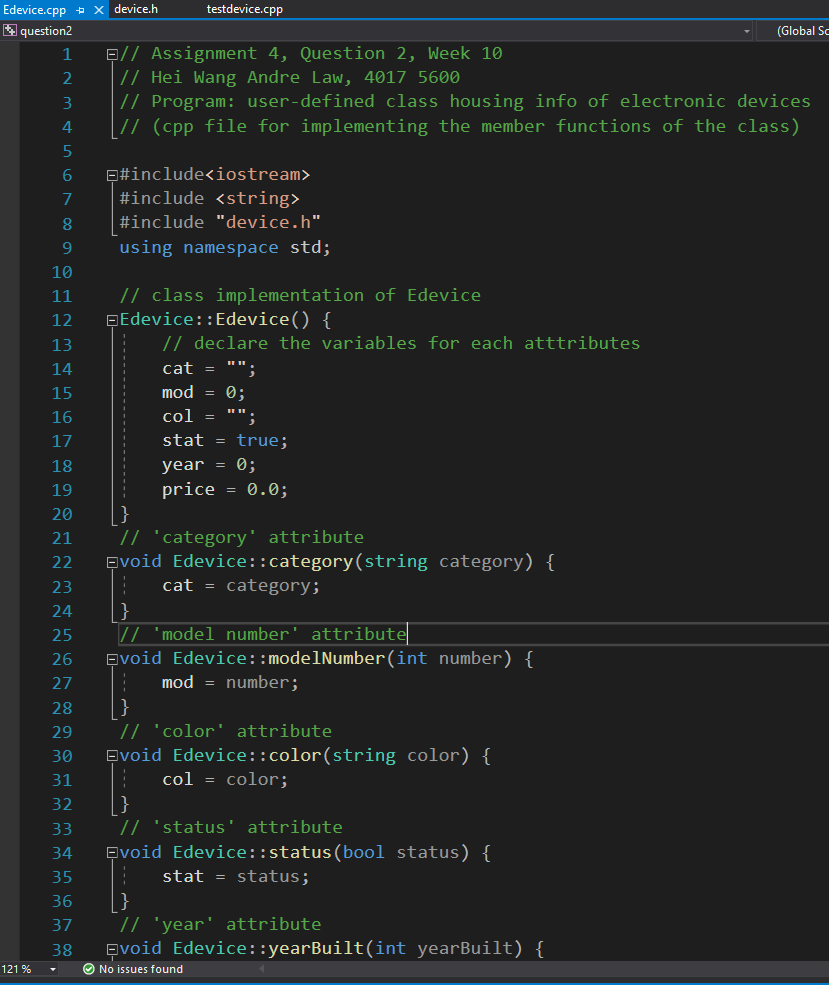 Edevice.cpp device.h testdevice.cpp
question2 (Global Sc
1 // Assignment 4, Question 2, Week 10
2 // Hei Wang Andre Law, 4017 5600
3 // Program: user-defined class housing info of electronic devices
4 // (cpp file for implementing the member functions of the class)
5
6 #include<iostream>
7 #include <string>
8 #include "device.h"
9 using namespace std;
10
11 // class implementation of Edevice
12 Edevice::Edevice() {
13 // declare the variables for each atttributes
14 cat = "";
15 mod = 0;
16 col = "";
17 stat = true;
18 year = 0;
19 price = 0.0;
20 }
21 // 'category' attribute
22 void Edevice::category(string category) {
23 cat = category;
24 }
25 // 'model number' attribute
26 void Edevice::modelNumber(int number) {
27 mod = number;
28 }
29 // 'color' attribute
30 void Edevice::color(string color) {
31 col = color;
32 }
33 // 'status' attribute
34 void Edevice::status(bool status) {
35 stat = status;
36 }
37 // 'year' attribute
38 void Edevice::yearBuilt(int yearBuilt) {
121 % No issues found